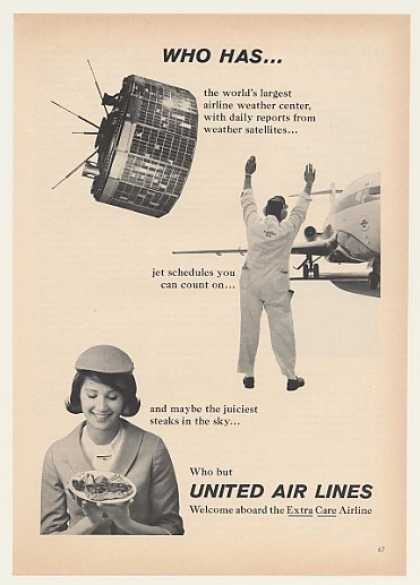 WHO HAS...
the world's largest
airline weather center,
with daily reports from
weather satellites...
jet schedules you
can count on...
and maybe the juiciest
steaks in the sky...
Who but
UNITED AIR LINES
Welcome aboard the Extra Care Airline
67